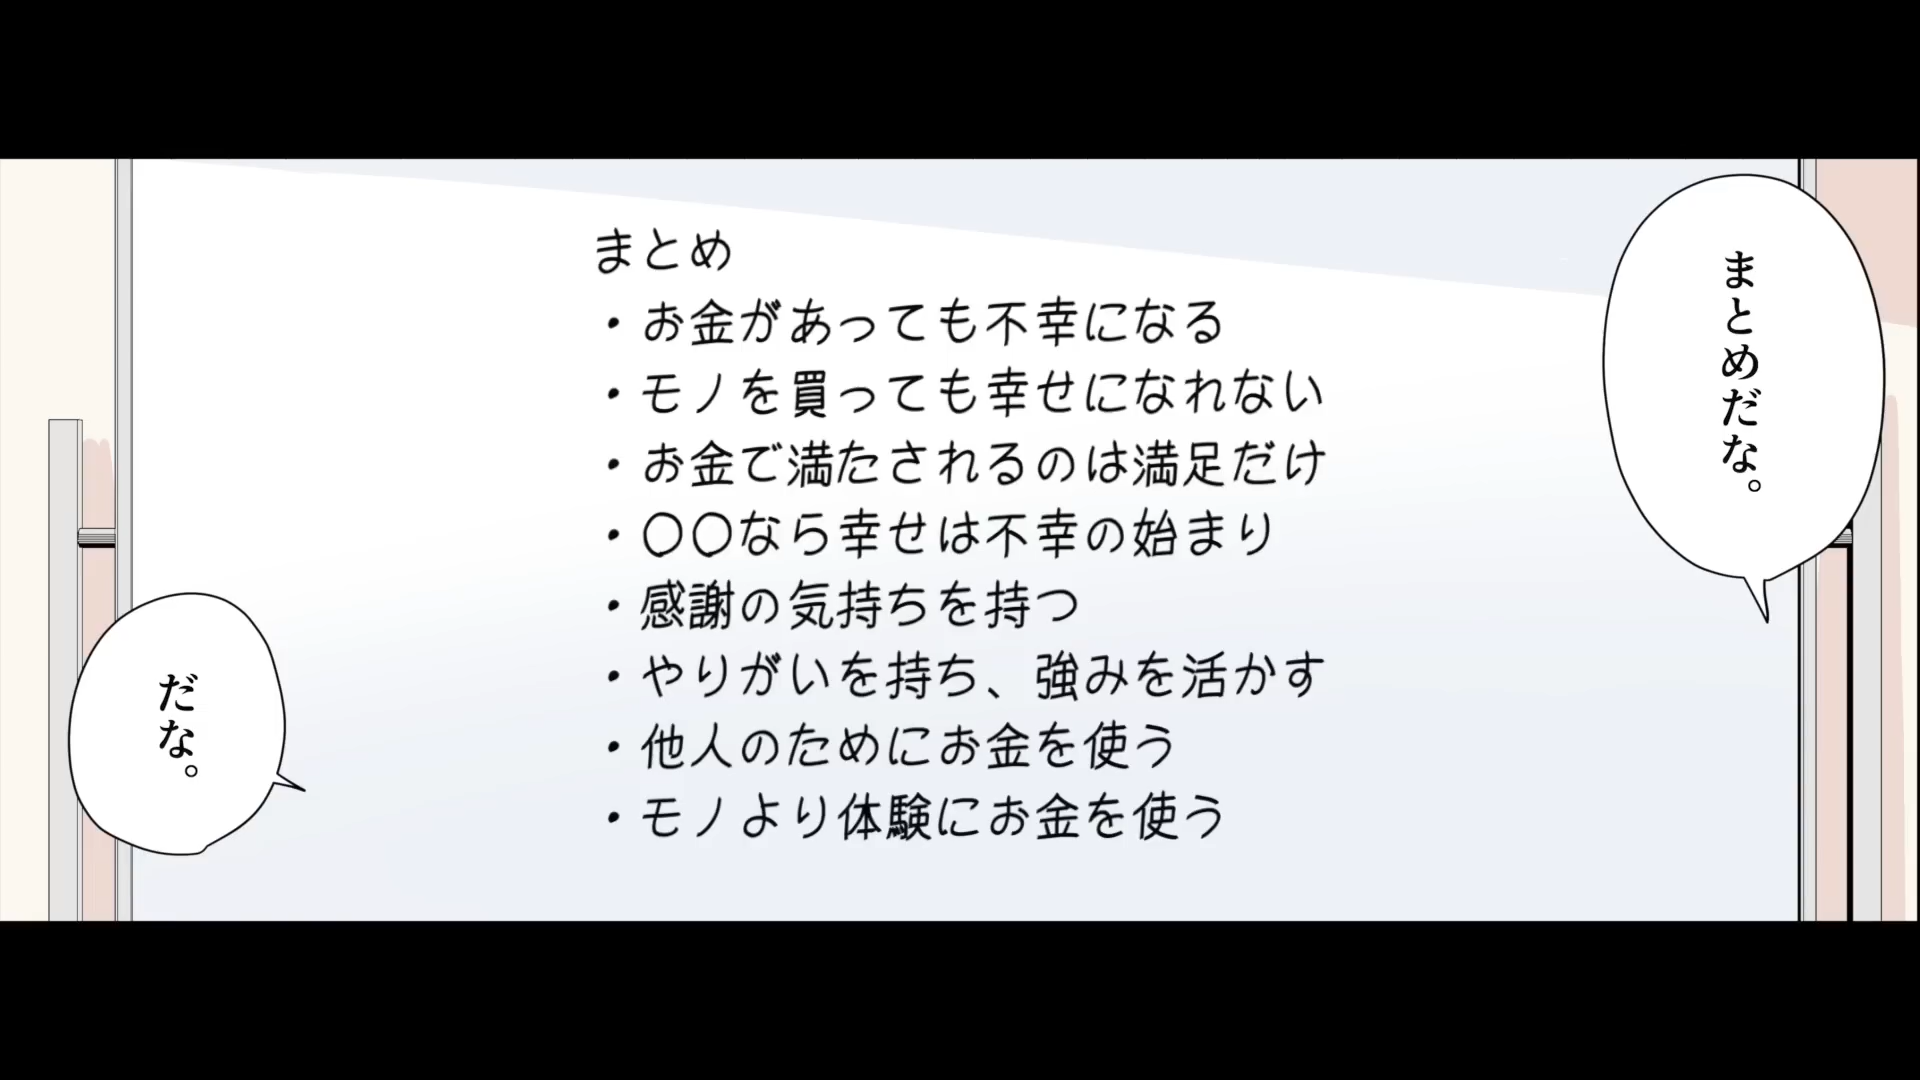 まとめだな。
まとめ
・お金があっても不幸になる
・モノを買っても幸せになれない
・お金で満たされるのは満足だけ
・〇〇なら幸せは不幸の始まり
・感謝の気持ちを持つ
・やりがいを持ち、強みを活かす
・他人のためにお金を使う
・モノより体験にお金を使う
だな。